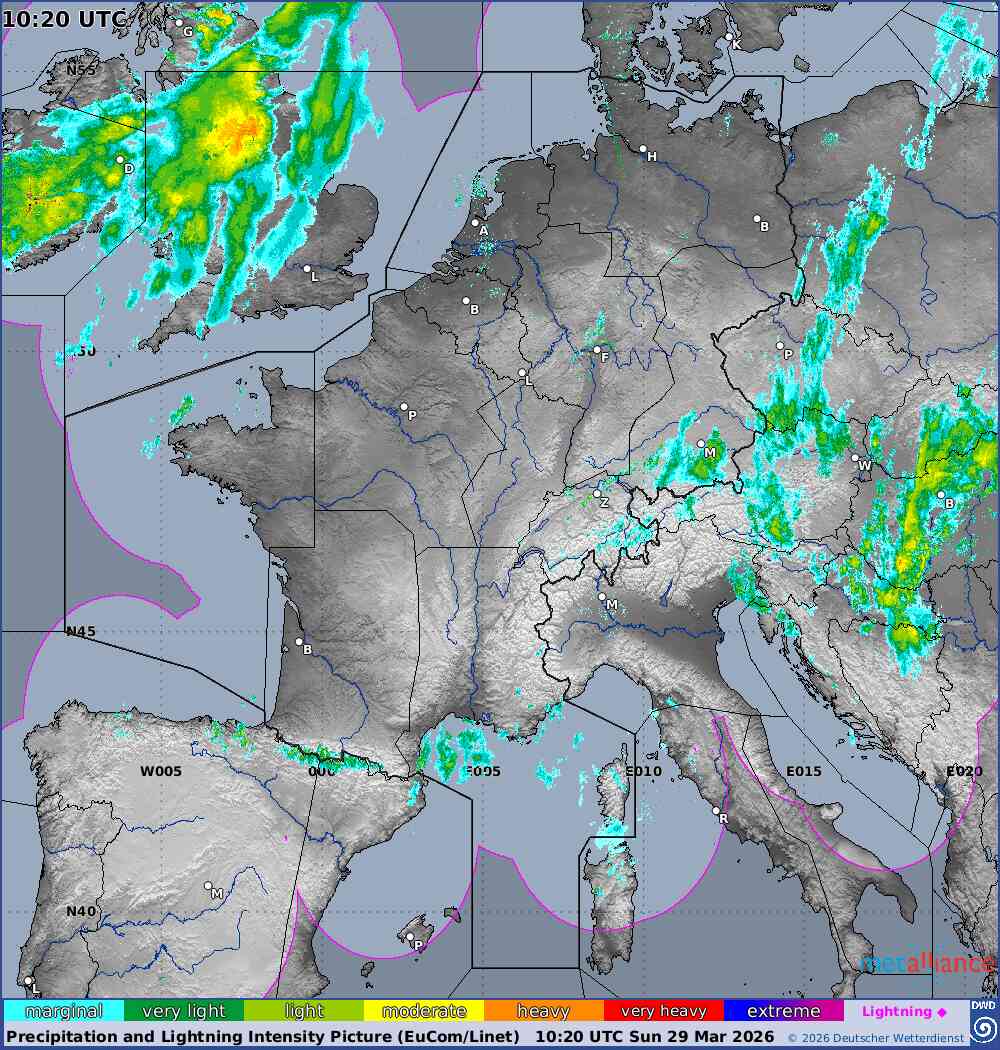 10:20 UTC
G
K
N55
D
H
A
B
L
B
50
P
F
L
P
M
W
Z
B
M
N45
B
W005
000
E005
E010
E015
E020
R
M
N40
P
L
metalliance
marginal very light light moderate heavy very heavy extreme Lightning ◆ DWD
Precipitation and Lightning Intensity Picture (EuCom/Linet) 10:20 UTC Sun 29 Mar 2026 © 2026 Deutscher Wetterdienst